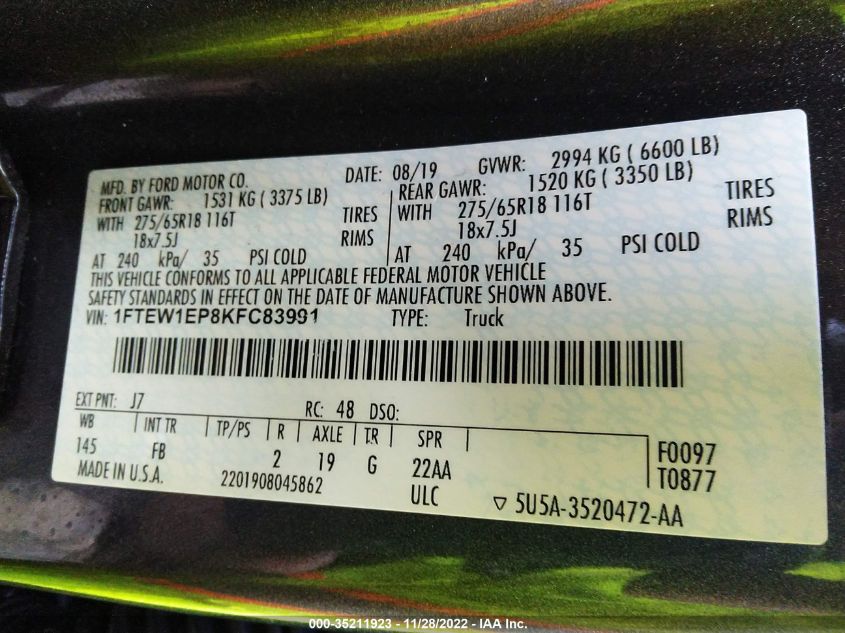 MFD. BY FORD MOTOR CO. DATE: 08/19 GVWR: 2994 KG ( 6600 LB)
FRONT GAWR: 1531 KG ( 3375 LB) REAR GAWR: 1520 KG ( 3350 LB)
WITH 275/65R18 116T TIRES WITH 275/65R18 116T TIRES
18x7.5J RIMS 18x7.5J RIMS
AT 240 kPa/ 35 PSI COLD AT 240 kPa/ 35 PSI COLD
THIS VEHICLE CONFORMS TO ALL APPLICABLE FEDERAL MOTOR VEHICLE
SAFETY STANDARDS IN EFFECT ON THE DATE OF MANUFACTURE SHOWN ABOVE.
VIN: 1FTEW1EP8KFC83991 TYPE: Truck
EXT PNT: J7 RC: 48 DSO:
WB INT TR TP/PS R AXLE TR SPR F0097
145 FB 2 19 G 22AA T0877
MADE IN U.S.A. 2201908045862 ULC ▽ 5U5A-3520472-AA
000-35211923 - 11/28/2022 - IAA Inc.